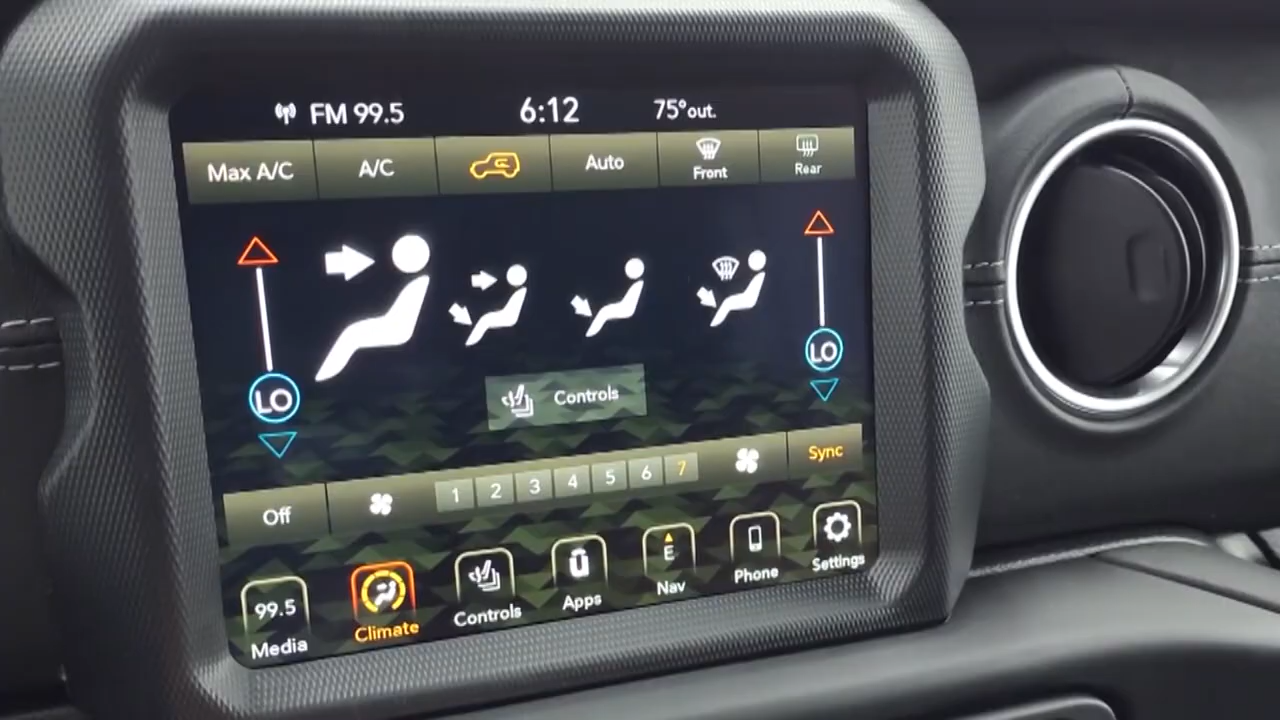 FM 99.5 6:12 75°out.
Max A/C A/C Auto Front Rear
LO LO
Controls
Off 1 2 3 4 5 6 7 Sync
99.5 E
Media Climate Controls Apps Nav Phone Settings